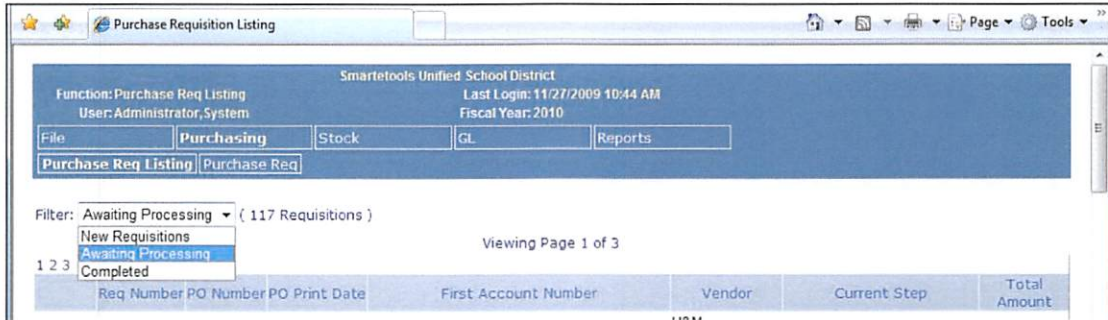 Purchase Requisition Listing
Page
Tools
Smartetools Unified School District
Function: Purchase Req Listing
Last Login: 11/27/2009 10:44 AM
User: Administrator, System
Fiscal Year: 2010
File
Purchasing
Stock
GL
Reports
Purchase Req Listing
Purchase Req
Filter: Awaiting Processing ( 117 Requisitions )
New Requisitions
Awaiting Processing
Completed
Viewing Page 1 of 3
1 2 3
Req Number
PO Number
PO Print Date
First Account Number
Vendor
Current Step
Total
Amount